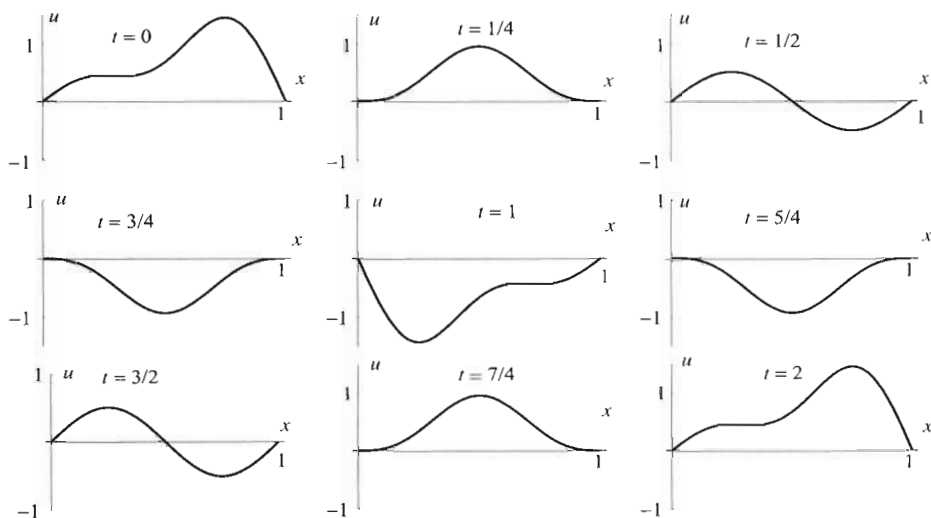 u
1
t = 0
x
1
−1
u
1
t = 1/4
x
1
−1
u
1
t = 1/2
x
1
−1
1 u
t = 3/4
x
1
−1
1 u
t = 1
x
1
−1
1 u
t = 5/4
x
1
−1
1 u t = 3/2
x
1
−1
u
1
t = 7/4
x
1
−1
u
1
t = 2
x
1
−1